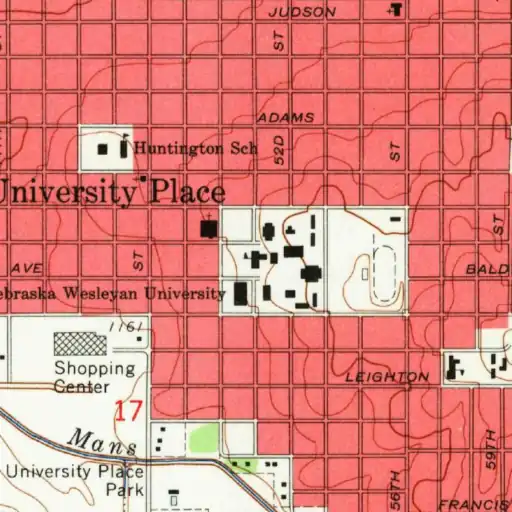 JUDSON
ST
ADAMS
Huntington Sch
52D
ST
University Place
ST
ST
AVE
BALD
ebraska Wesleyan University
1161
Shopping
Center
LEIGHTON
17
Mans
University Place
Park
56TH
59TH
FRANCIS